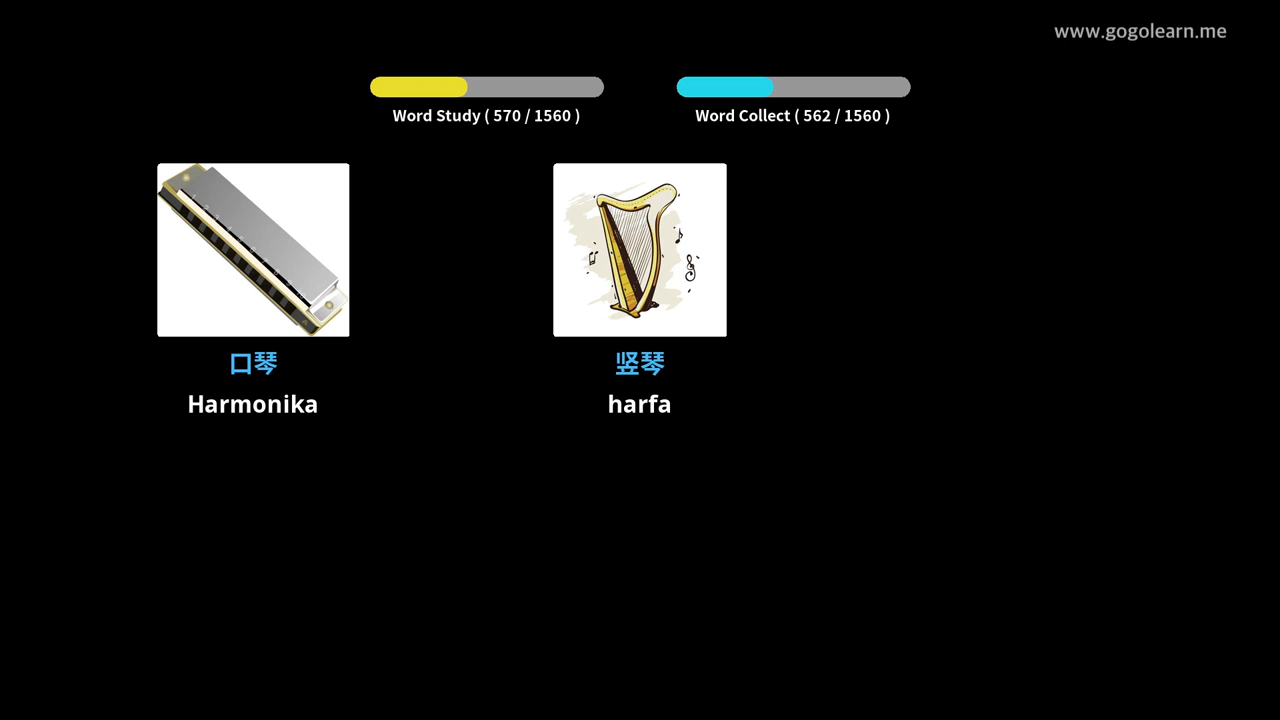 www.gogolearn.me
Word Study ( 570 / 1560 )
Word Collect ( 562 / 1560 )
口琴
竖琴
Harmonika
harfa